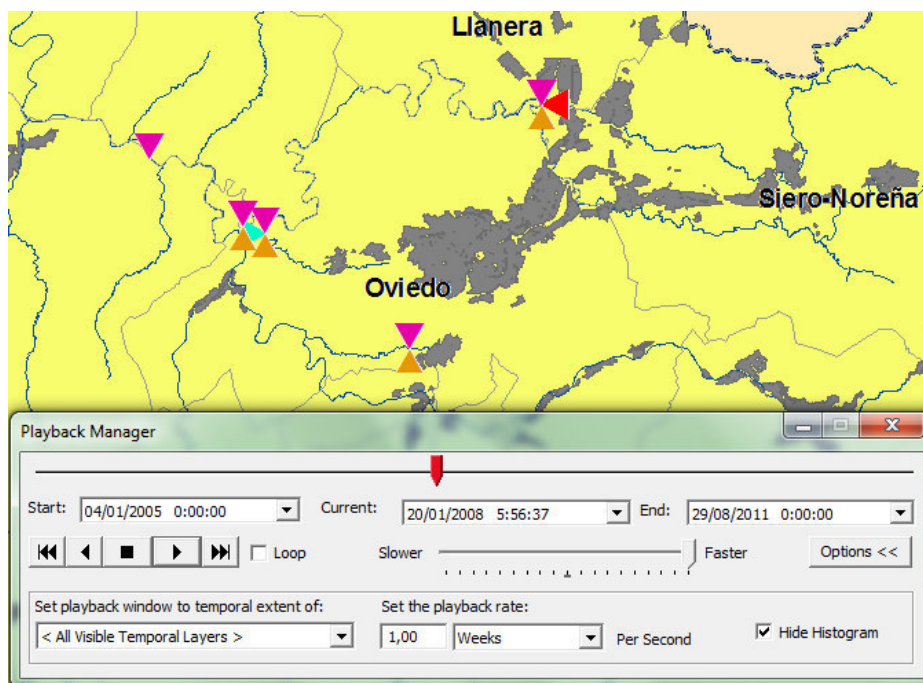 Llanera
Siero-Noreña
Oviedo
Playback Manager
Start: 04/01/2005 0:00:00 Current: 20/01/2008 5:56:37 End: 29/08/2011 0:00:00
Loop Slower Faster Options <<
Set playback window to temporal extent of: Set the playback rate:
< All Visible Temporal Layers > 1,00 Weeks Per Second Hide Histogram